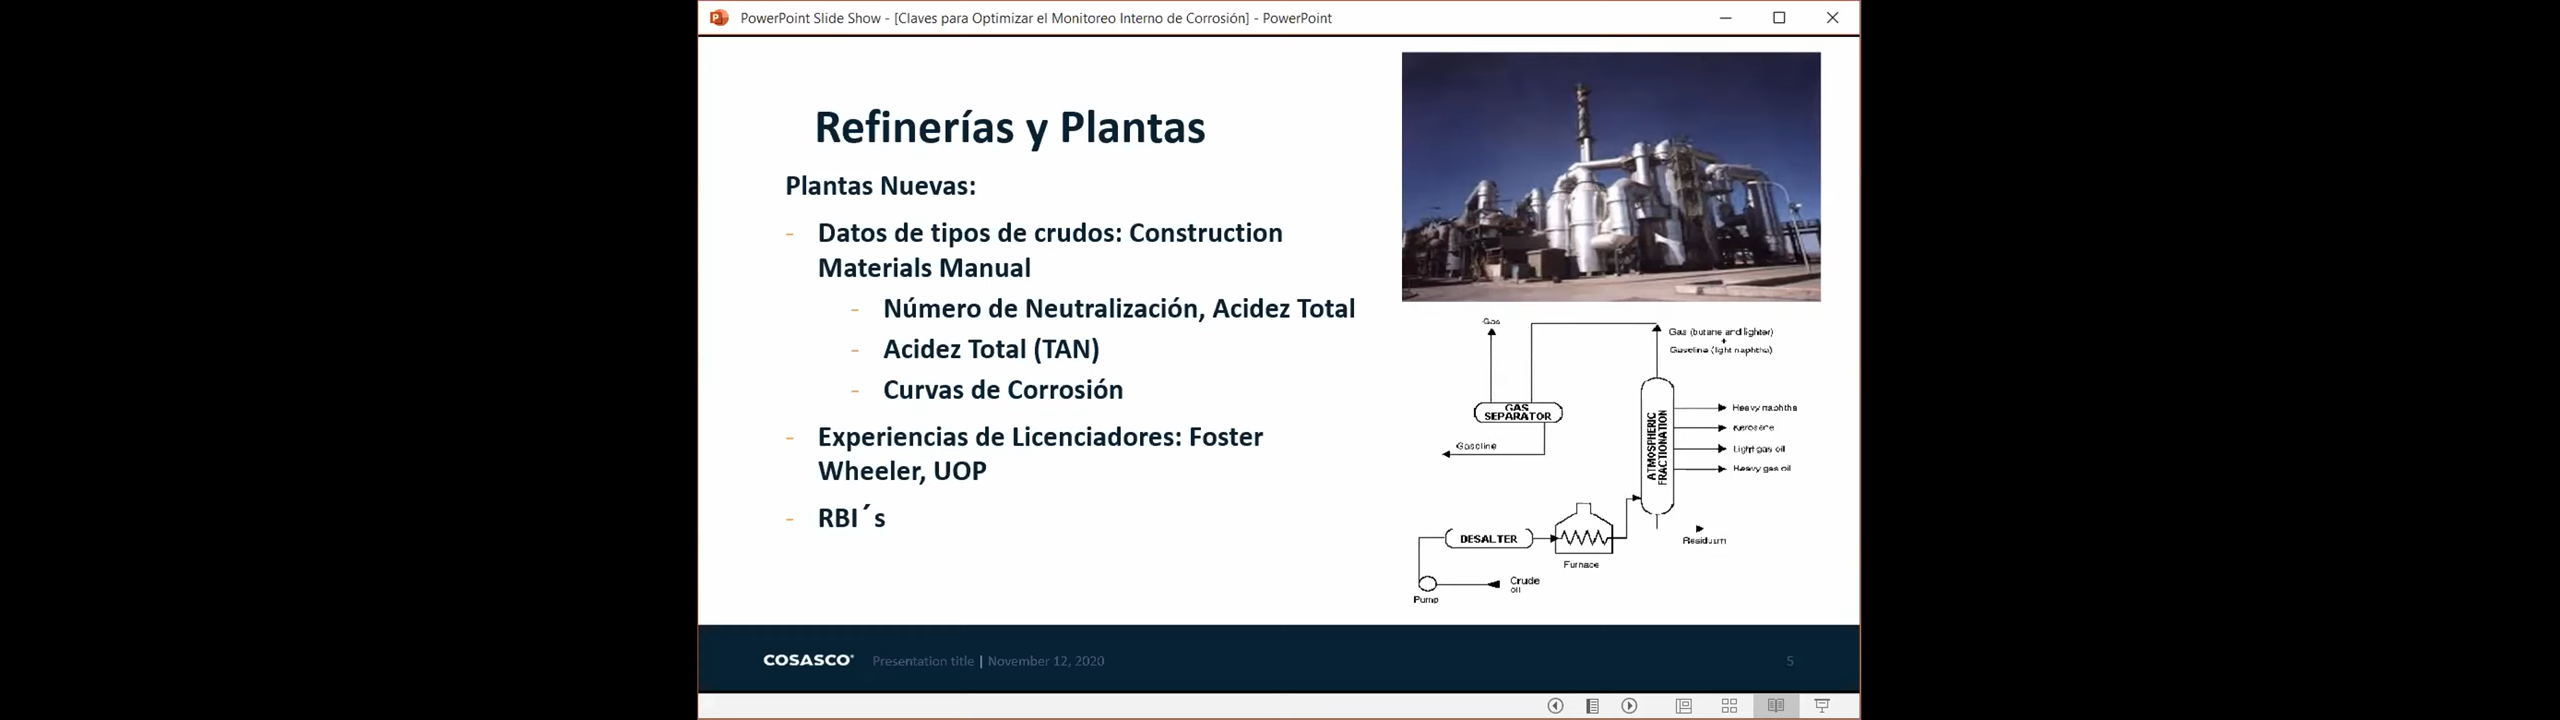 PowerPoint Slide Show - [Claves para Optimizar el Monitoreo Interno de Corrosión] - PowerPoint
Refinerías y Plantas
Plantas Nuevas:
- Datos de tipos de crudos: Construction
Materials Manual
- Número de Neutralización, Acidez Total
- Acidez Total (TAN)
- Curvas de Corrosión
- Experiencias de Licenciadores: Foster
Wheeler, UOP
- RBI´s
Gas
Gas (butane and lighter)
+
Gasoline (light naphtha)
GAS
SEPARATOR
Gasoline
ATMOSPHERIC
FRACTIONATION
Heavy naphtha
Kerosene
Light gas oil
Heavy gas oil
DESALTER
Furnace
Residuum
Crude
oil
Pump
COSASCO
Presentation title | November 12, 2020
5